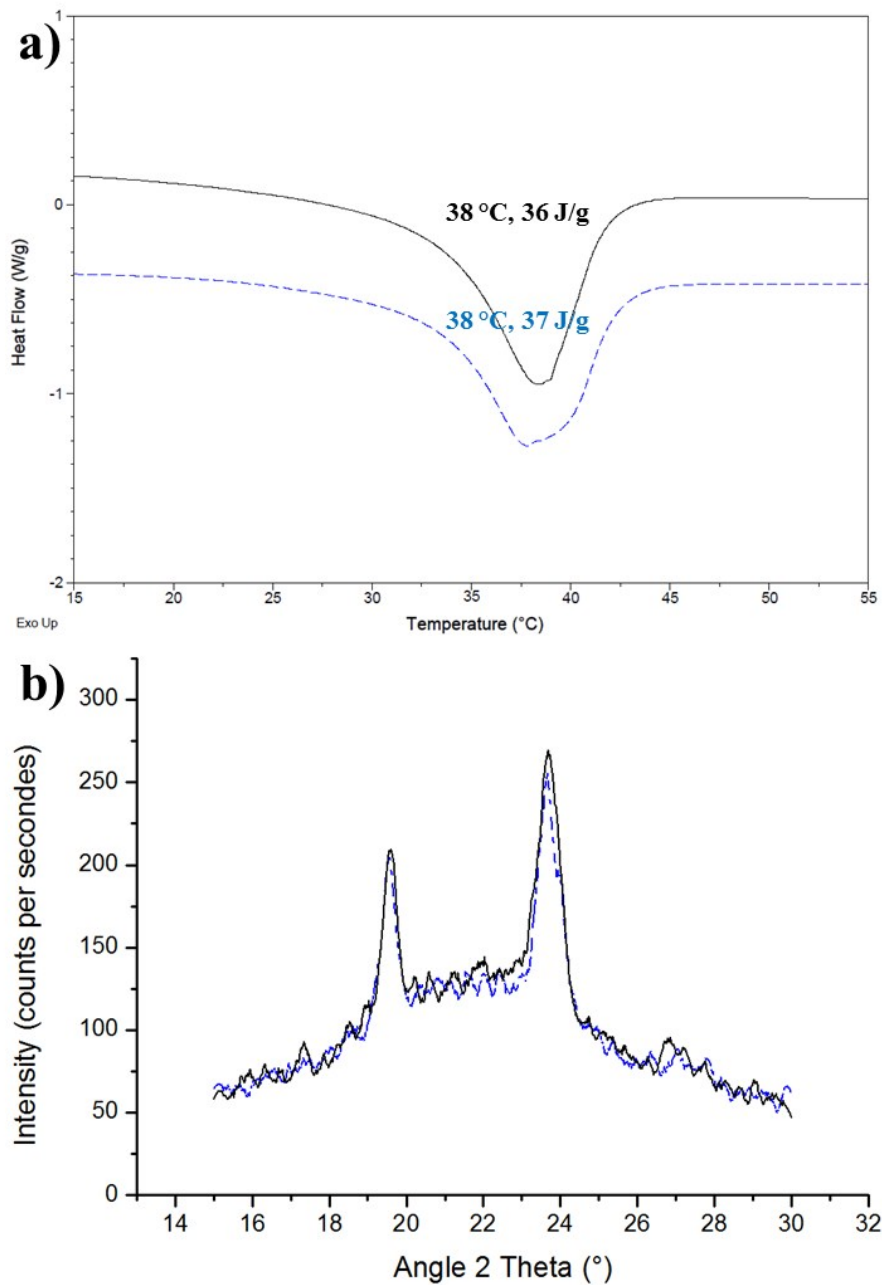 a)
1
0
-1
-2
Heat Flow (W/g)
38 °C, 36 J/g
38 °C, 37 J/g
15 20 25 30 35 40 45 50 55
Exo Up
Temperature (°C)
b)
300
250
200
150
100
50
0
Intensity (counts per secondes)
14 16 18 20 22 24 26 28 30 32
Angle 2 Theta (°)